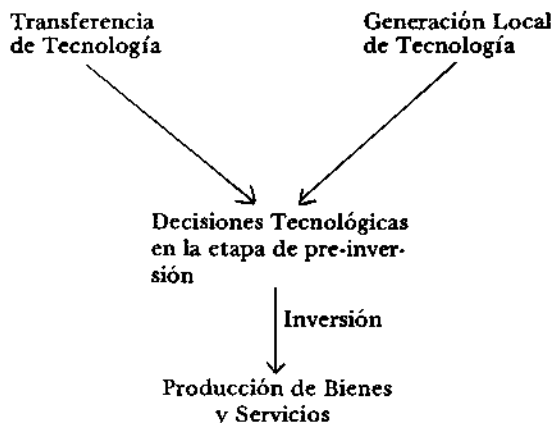 Transferencia
de Tecnología
Generación Local
de Tecnología
Decisiones Tecnológicas
en la etapa de pre-inver-
sión
Inversión
Producción de Bienes
y Servicios